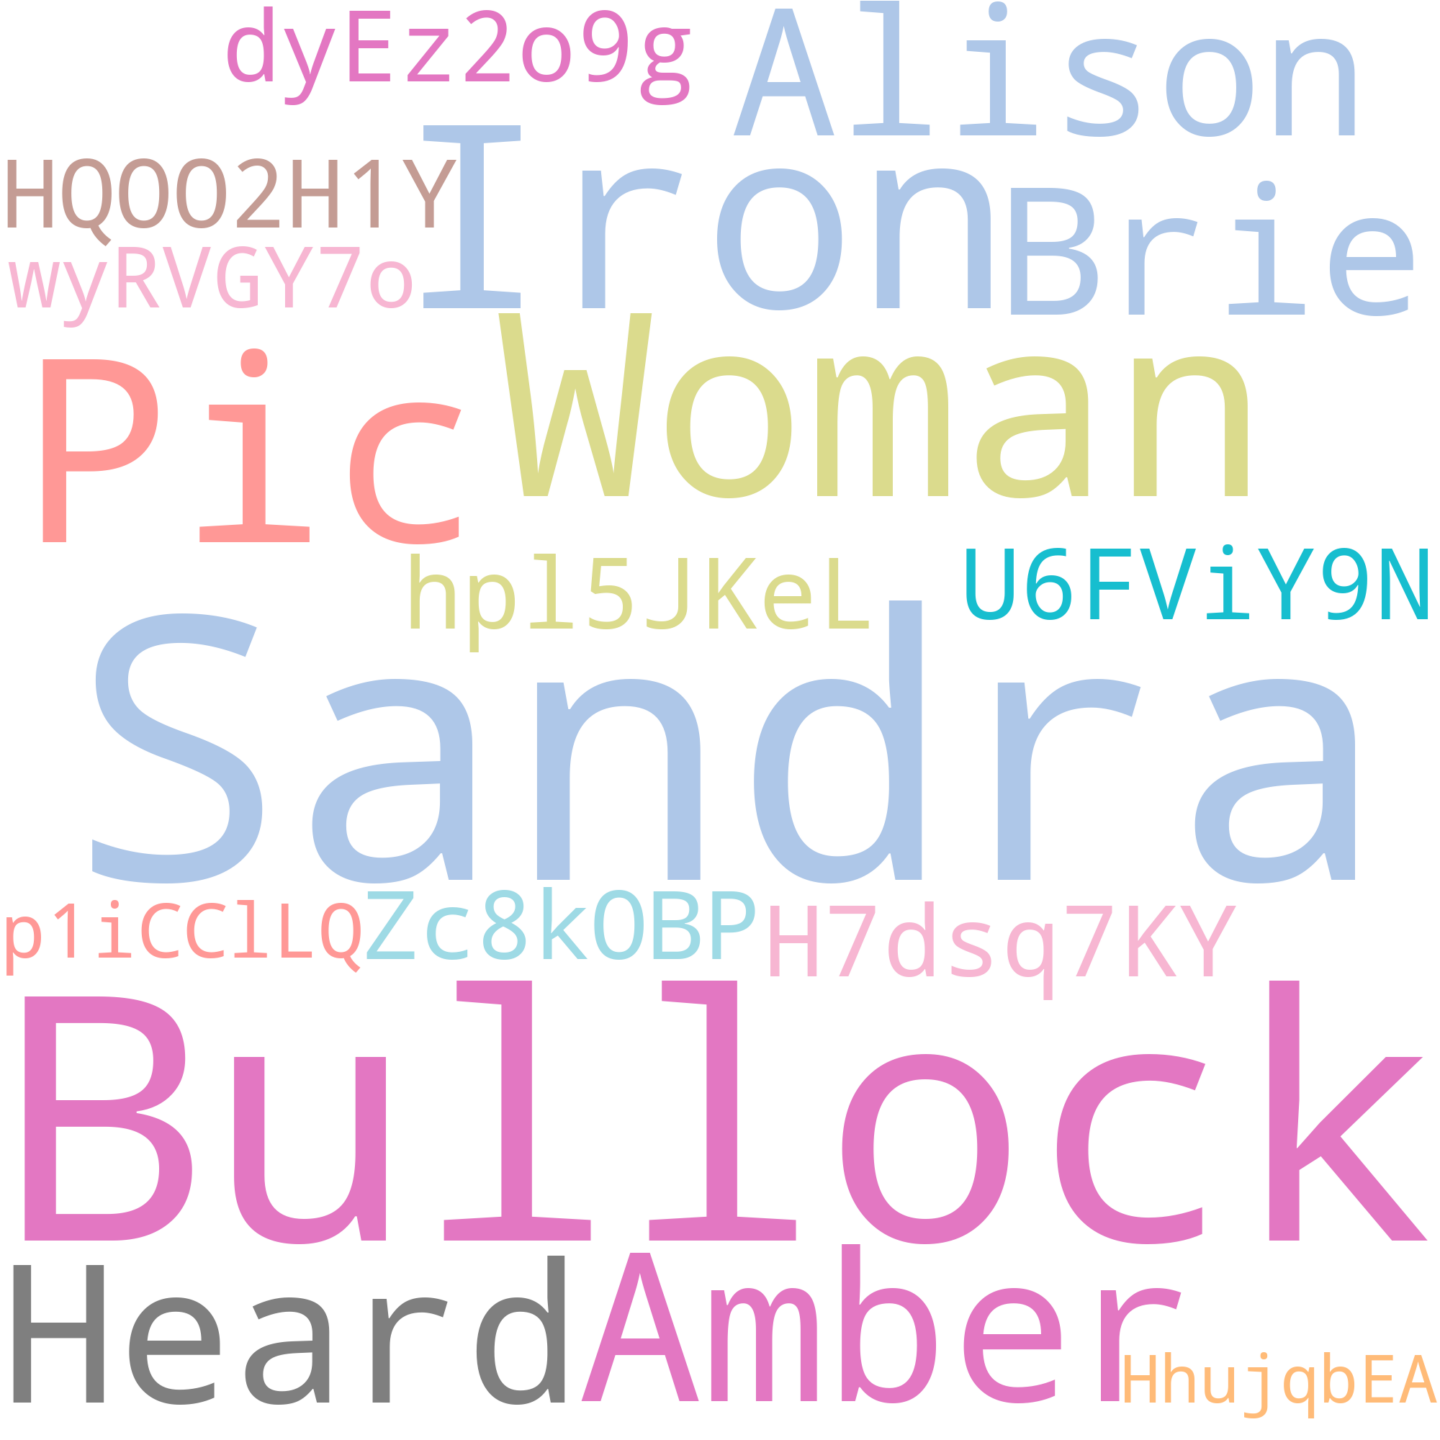 dyEz2o9g Alison
HQOO2H1Y Iron Brie
wyRVGY7o
Pic Woman
hpl5JKeL U6FViY9N
Sandra
p1iCClLQ Zc8kOBP H7dsq7KY
Bullock
Heard Amber
HhujqbEA